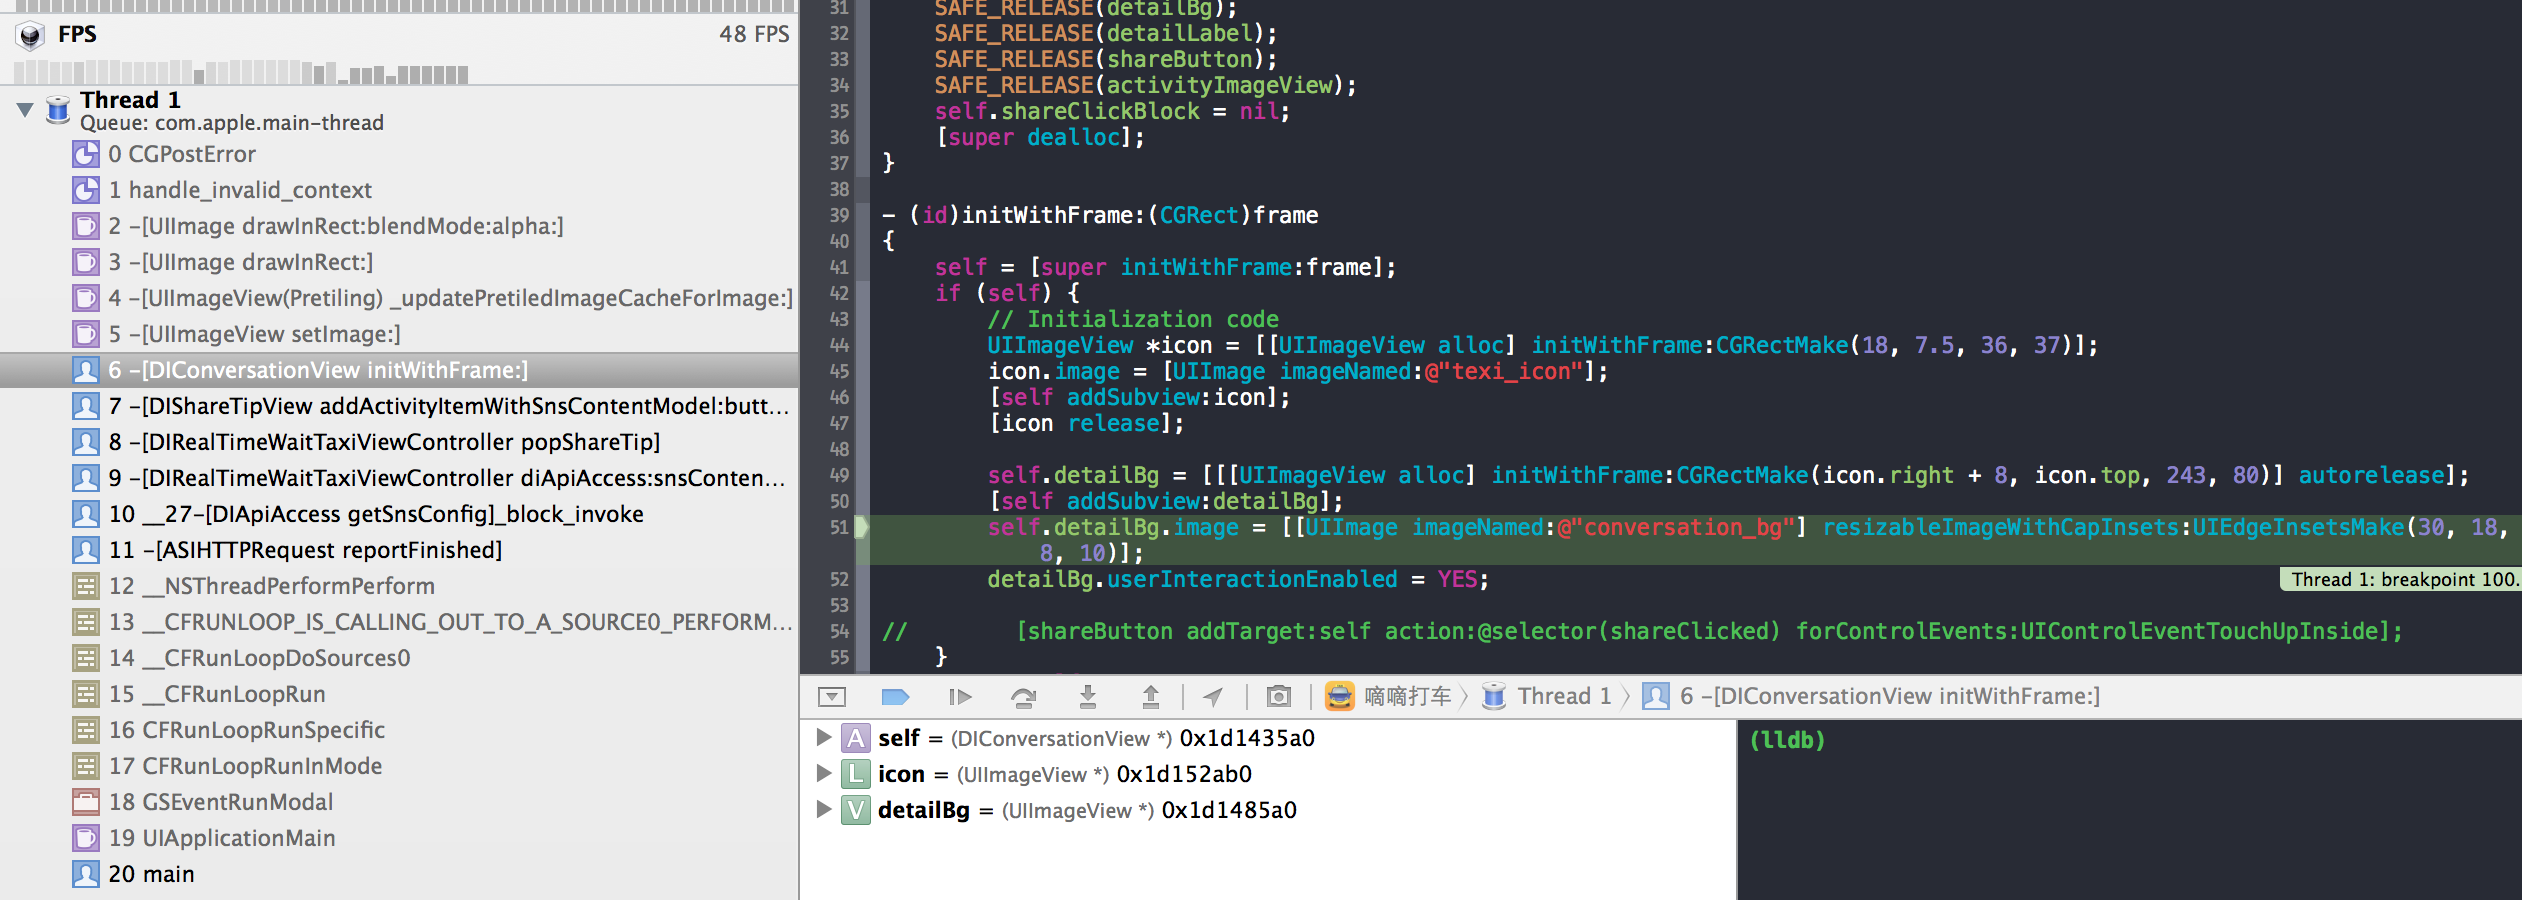 FPS
48 FPS
Thread 1
Queue: com.apple.main-thread
0 CGPostError
1 handle_invalid_context
2 -[UIImage drawInRect:blendMode:alpha:]
3 -[UIImage drawInRect:]
4 -[UIImageView(Pretiling) _updatePretiledImageCacheForImage:]
5 -[UIImageView setImage:]
6 -[DIConversationView initWithFrame:]
7 -[DIShareTipView addActivityItemWithSnsContentModel:butt...
8 -[DIRealTimeWaitTaxiViewController popShareTip]
9 -[DIRealTimeWaitTaxiViewController diApiAccess:snsConten...
10 __27-[DIApiAccess getSnsConfig]_block_invoke
11 -[ASIHTTPRequest reportFinished]
12 __NSThreadPerformPerform
13 __CFRUNLOOP_IS_CALLING_OUT_TO_A_SOURCE0_PERFORM...
14 __CFRunLoopDoSources0
15 __CFRunLoopRun
16 CFRunLoopRunSpecific
17 CFRunLoopRunInMode
18 GSEventRunModal
19 UIApplicationMain
20 main
31 SAFE_RELEASE(detailBg);
32 SAFE_RELEASE(detailLabel);
33 SAFE_RELEASE(shareButton);
34 SAFE_RELEASE(activityImageView);
35 self.shareClickBlock = nil;
36 [super dealloc];
37 }
38
39 - (id)initWithFrame:(CGRect)frame
40 {
41 self = [super initWithFrame:frame];
42 if (self) {
43 // Initialization code
44 UIImageView *icon = [[UIImageView alloc] initWithFrame:CGRectMake(18, 7.5, 36, 37)];
45 icon.image = [UIImage imageNamed:@"texi_icon"];
46 [self addSubview:icon];
47 [icon release];
48
49 self.detailBg = [[[UIImageView alloc] initWithFrame:CGRectMake(icon.right + 8, icon.top, 243, 80)] autorelease];
50 [self addSubview:detailBg];
51 self.detailBg.image = [[UIImage imageNamed:@"conversation_bg"] resizableImageWithCapInsets:UIEdgeInsetsMake(30, 18,
8, 10)];
52 detailBg.userInteractionEnabled = YES;
Thread 1: breakpoint 100.
53
54 // [shareButton addTarget:self action:@selector(shareClicked) forControlEvents:UIControlEventTouchUpInside];
55 }
嘀嘀打车 Thread 1 6 -[DIConversationView initWithFrame:]
A self = (DIConversationView *) 0x1d1435a0
L icon = (UIImageView *) 0x1d152ab0
V detailBg = (UIImageView *) 0x1d1485a0
(lldb)